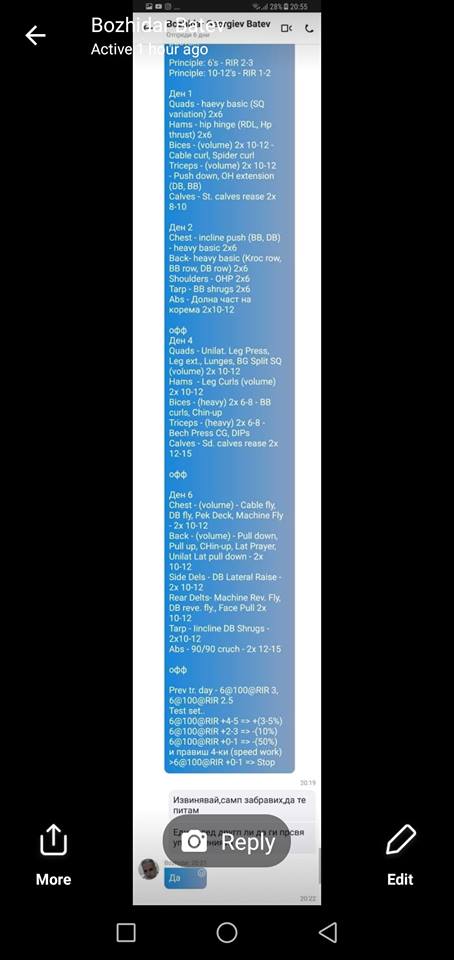 20:55
28%
Bozhidar Georgiev Batev
Bozhidar Batev
Преди 6 дни
Active 1 hour ago
Principle: 6's - RIR 2-3
Principle: 10-12's - RIR 1-2
Ден 1
Quads - haevy basic (SQ
variation) 2x6
Hams - hip hinge (RDL, Hp
thrust) 2x6
Bices - (volume) 2x 10-12 -
Cable curl, Spider curl
Triceps - (volume) 2x 10-12
- Push down, OH extension
(DB, BB)
Calves - St. calves rease 2x
8-10
Ден 2
Chest - incline push (BB, DB)
- heavy basic 2x6
Back- heavy basic (Kroc row,
BB row, DB row) 2x6
Shoulders - OHP 2x6
Tarp - BB shrugs 2x6
Abs - Долна част на
корема 2x10-12
офф
Ден 4
Quads - Unilat. Leg Press,
Leg ext., Lunges, BG Split SQ
(volume) 2x 10-12
Hams - Leg Curls (volume)
2x 10-12
Bices - (heavy) 2x 6-8 - BB
curls, Chin-up
Triceps - (heavy) 2x 6-8 -
Bech Press CG, DIPs
Calves - Sd. calves rease 2x
12-15
офф
Ден 6
Chest - (volume) - Cable fly,
DB fly, Pek Deck, Machine Fly
- 2x 10-12
Back - (volume) - Pull down,
Pull up, CHin-up, Lat Prayer,
Unilat Lat pull down - 2x
10-12
Side Dels - DB Lateral Raise -
2x 10-12
Rear Delts- Machine Rev. Fly,
DB reve. fly., Face Pull 2x
10-12
Tarp - Iincline DB Shrugs -
2x10-12
Abs - 90/90 cruch - 2x 12-15
офф
Prev tr. day - 6@100@RIR 3,
6@100@RIR 2.5
Test set..
6@100@RIR +4-5 => +(3-5%)
6@100@RIR +2-3 => -(10%)
6@100@RIR +0-1 => -(50%)
и правиш 4-ки (speed work)
>6@100@RIR +0-1 => Stop
20:19
Извинявай,самп забравих,да те
питам
след другп ли да ги прсвя
Reply
Bozhidar, 20:21
Да
20:22
More
Edit